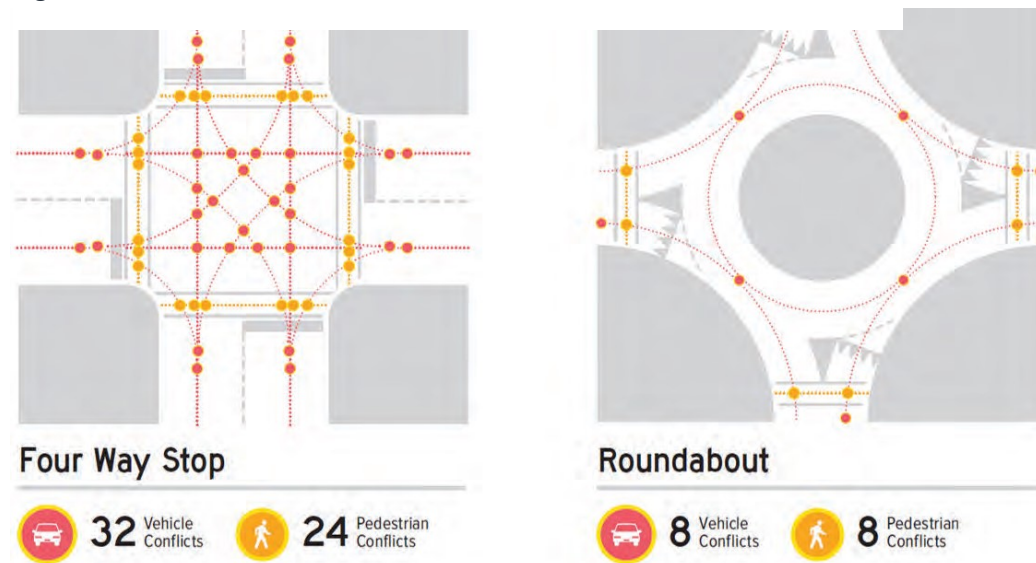 Four Way Stop
32 Vehicle Conflicts
24 Pedestrian Conflicts
Roundabout
8 Vehicle Conflicts
8 Pedestrian Conflicts